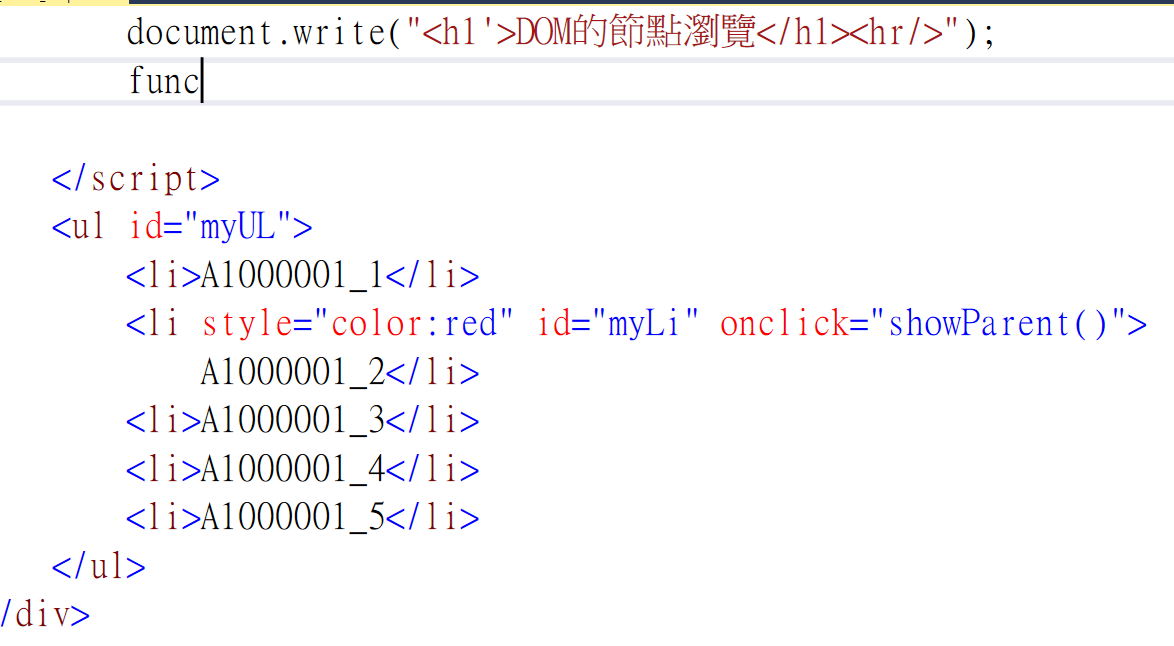 document.write("<h1'>DOM的節點瀏覽</h1><hr/>");
func
</script>
<ul id="myUL">
<li>A1000001_1</li>
<li style="color:red" id="myLi" onclick="showParent()">
A1000001_2</li>
<li>A1000001_3</li>
<li>A1000001_4</li>
<li>A1000001_5</li>
</ul>
/div>